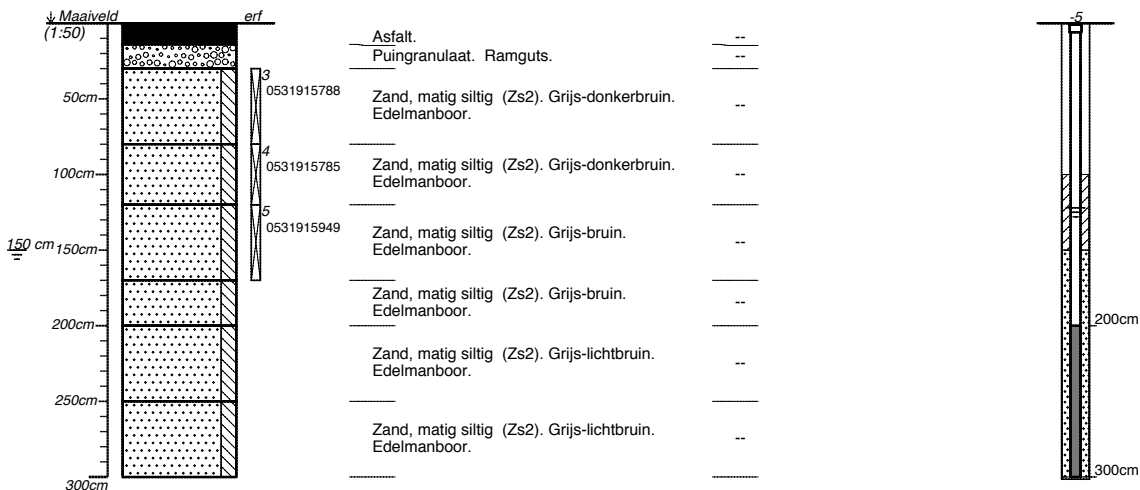 Maaiveld erf -5
(1:50)
Asfalt. --
Puingranulaat. Ramguts. --
3
0531915788
50cm
Zand, matig siltig (Zs2). Grijs-donkerbruin.
Edelmanboor.
--
4
0531915785
100cm
Zand, matig siltig (Zs2). Grijs-donkerbruin.
Edelmanboor.
--
5
0531915949
150 cm 150cm
Zand, matig siltig (Zs2). Grijs-bruin.
Edelmanboor.
--
Zand, matig siltig (Zs2). Grijs-bruin.
Edelmanboor.
--
200cm 200cm
Zand, matig siltig (Zs2). Grijs-lichtbruin.
Edelmanboor.
--
250cm
Zand, matig siltig (Zs2). Grijs-lichtbruin.
Edelmanboor.
--
300cm 300cm